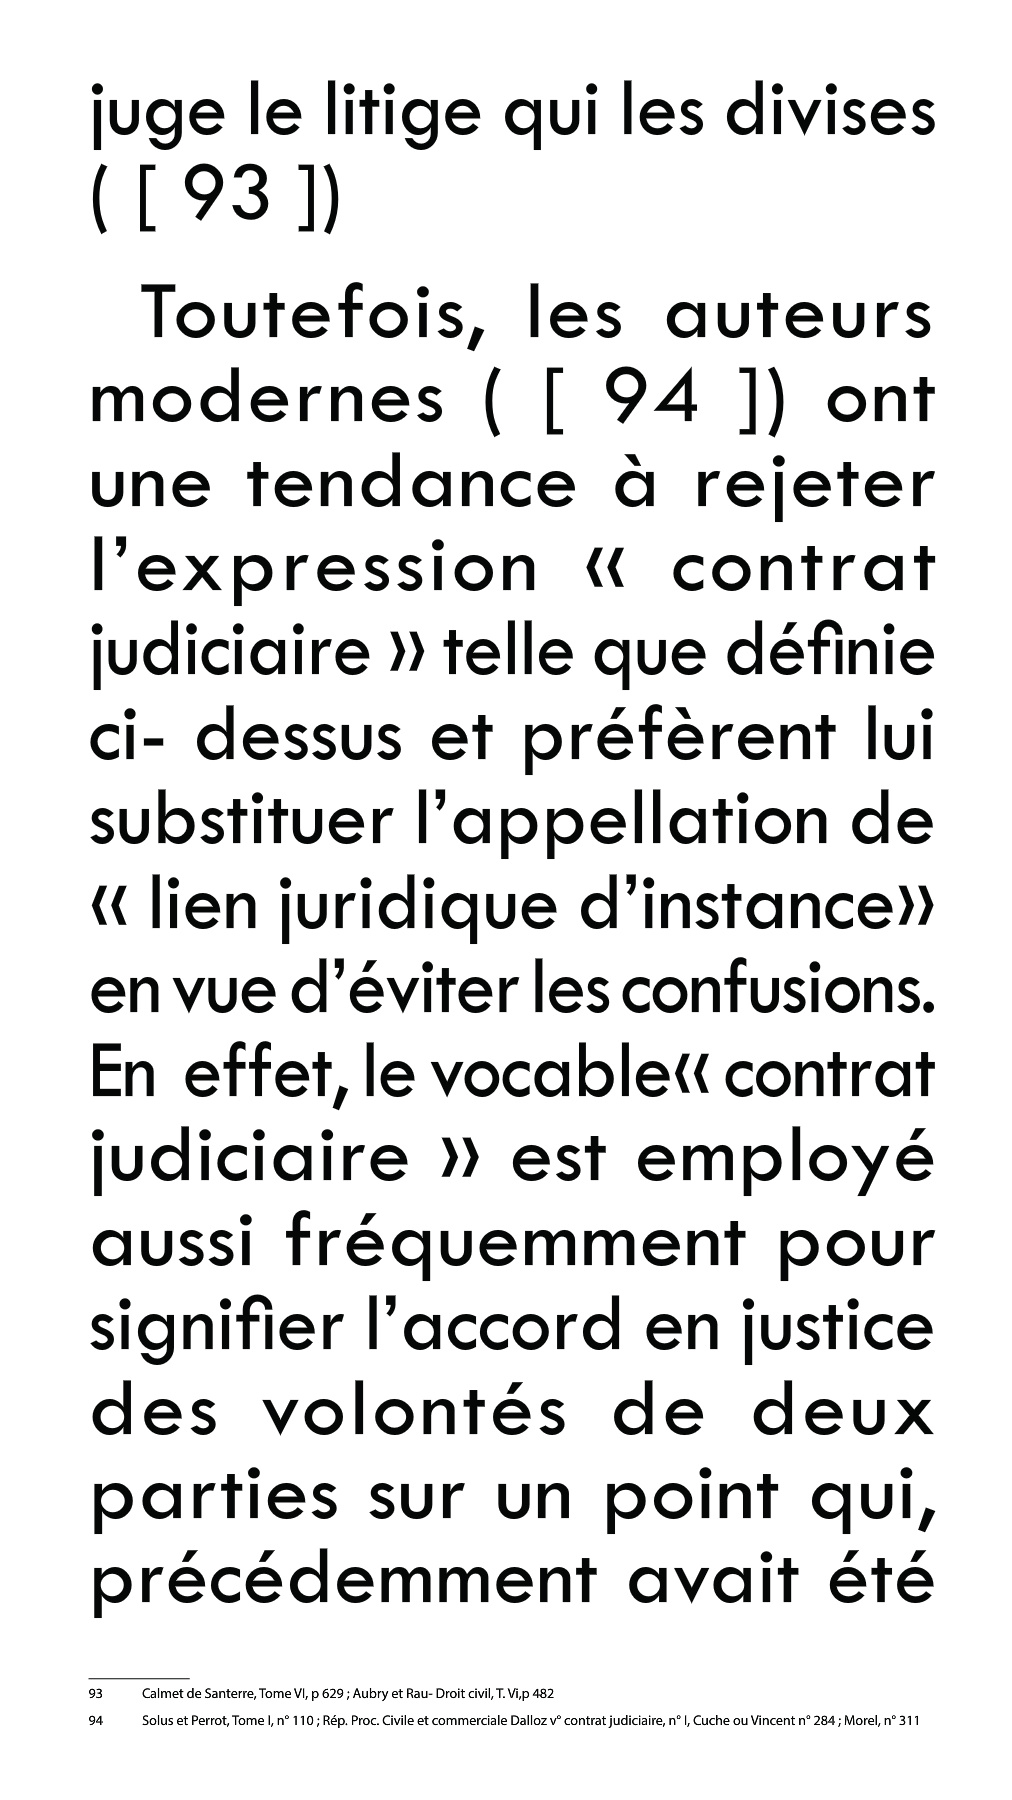 juge le litige qui les divises
( [ 93 ])
Toutefois, les auteurs
modernes ( [ 94 ]) ont
une tendance à rejeter
l’expression « contrat
judiciaire » telle que définie
ci- dessus et préfèrent lui
substituer l’appellation de
« lien juridique d’instance»
en vue d’éviter les confusions.
En effet, le vocable« contrat
judiciaire » est employé
aussi fréquemment pour
signifier l’accord en justice
des volontés de deux
parties sur un point qui,
précédemment avait été
93 Calmet de Santerre, Tome VI, p 629 ; Aubry et Rau- Droit civil, T. Vi,p 482
94 Solus et Perrot, Tome I, n° 110 ; Rép. Proc. Civile et commerciale Dalloz v° contrat judiciaire, n° I, Cuche ou Vincent n° 284 ; Morel, n° 311